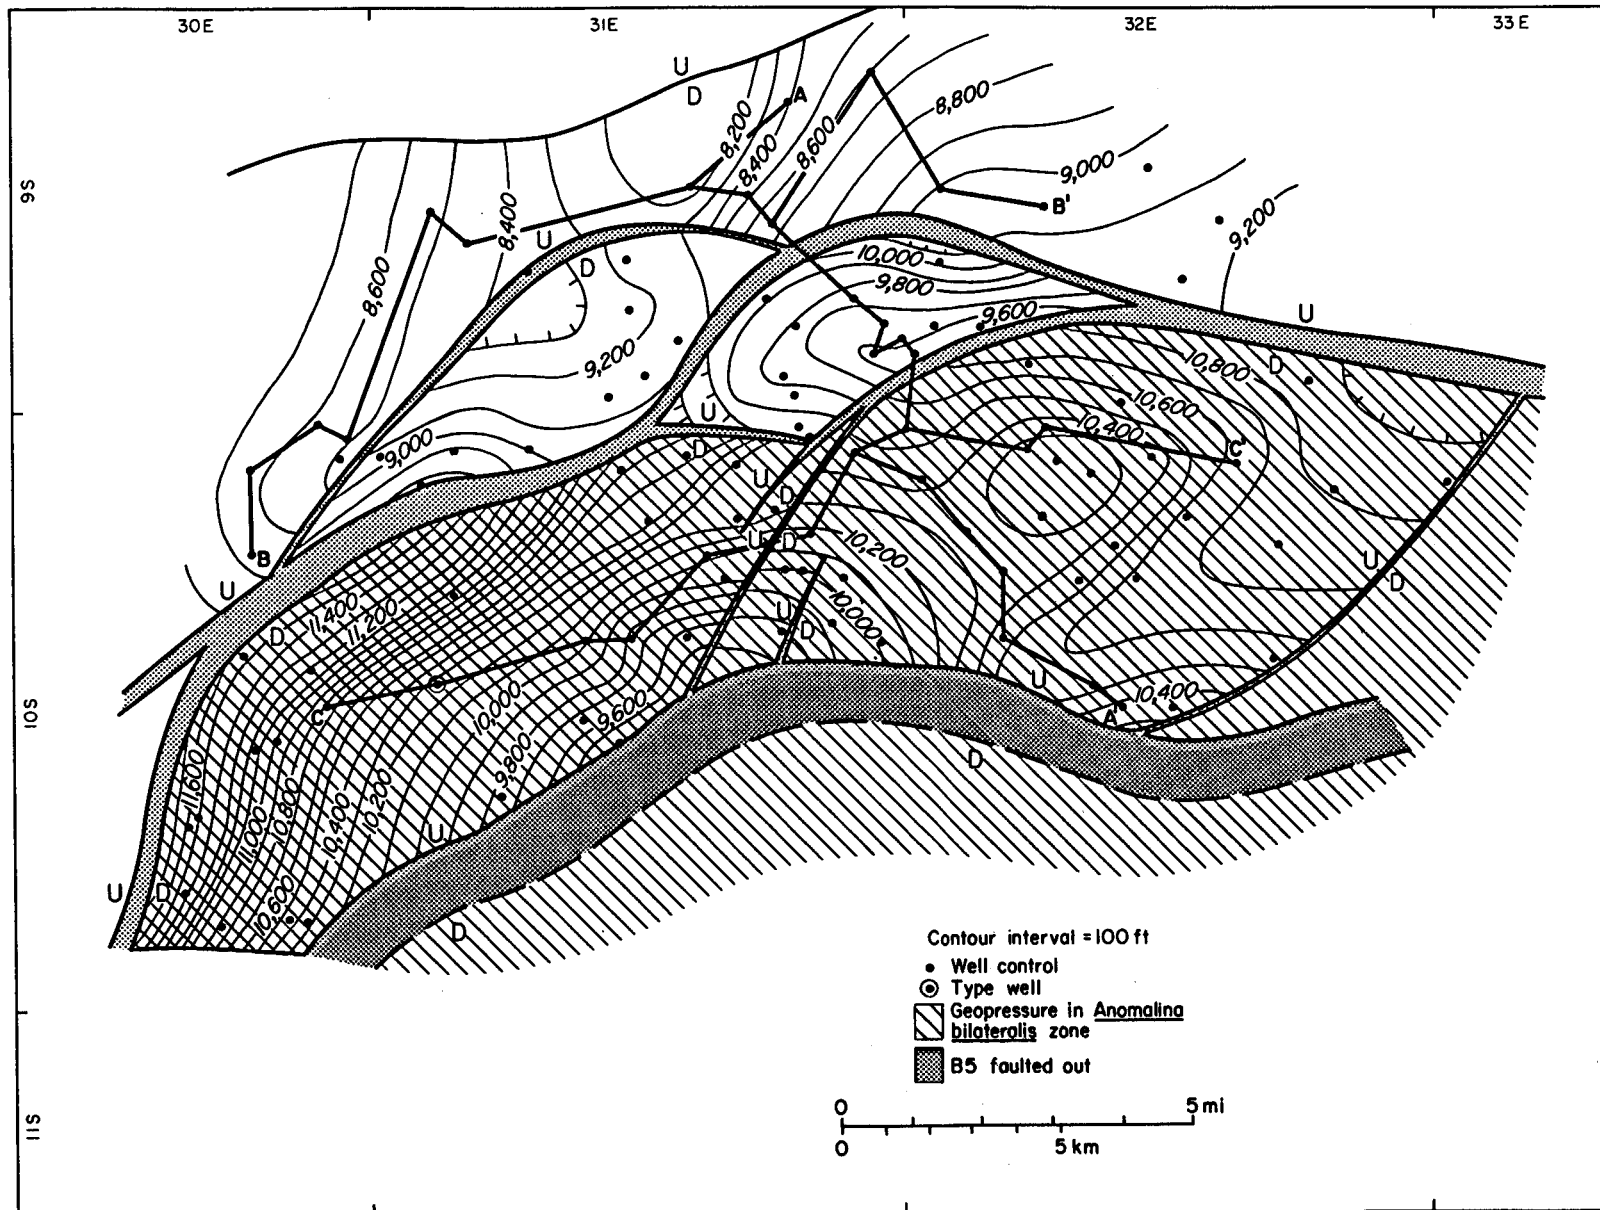 30E
31E
32E
33E
U
D
8,200
A
8,400
8,600
8,800
9,000
B'
9,200
9S
8,600
8,400
U
D
10,000
9,800
9,600
U
D
9,200
10,800
10,600
10,400
C'
U
D
9,000
U
D
U
D
10,200
B
U
D
11,400
11,200
U
D
10,000
U
D
U
10,400
A'
C
10,000
9,600
10S
9,800
D
11,600
11,000
10,800
10,400
10,200
U
U
D
10,600
D
Contour interval = 100 ft
Well control
Type well
Geopressure in Anomalina
bilateralis zone
B5 faulted out
0
5 mi
0
5 km
11S